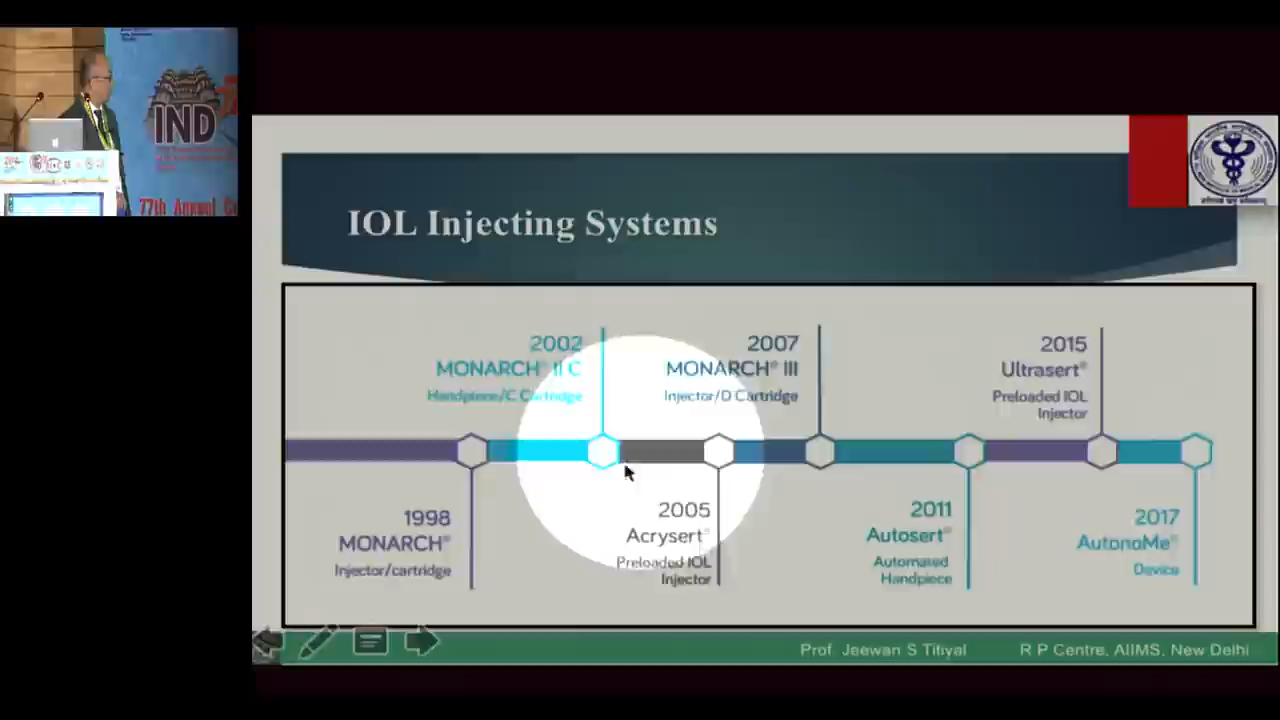 IND
77th Annual
IOL Injecting Systems
2002
MONARCH® II C
Handpiece/C Cartridge
2007
MONARCH® III
Injector/D Cartridge
2015
Ultrasert®
Preloaded IOL
Injector
1998
MONARCH®
Injector/cartridge
2005
Acrysert®
Preloaded IOL
Injector
2011
Autosert®
Automated
Handpiece
2017
AutonoMe®
Device
Prof. Jeewan S Titiyal
R P Centre, AIIMS, New Delhi